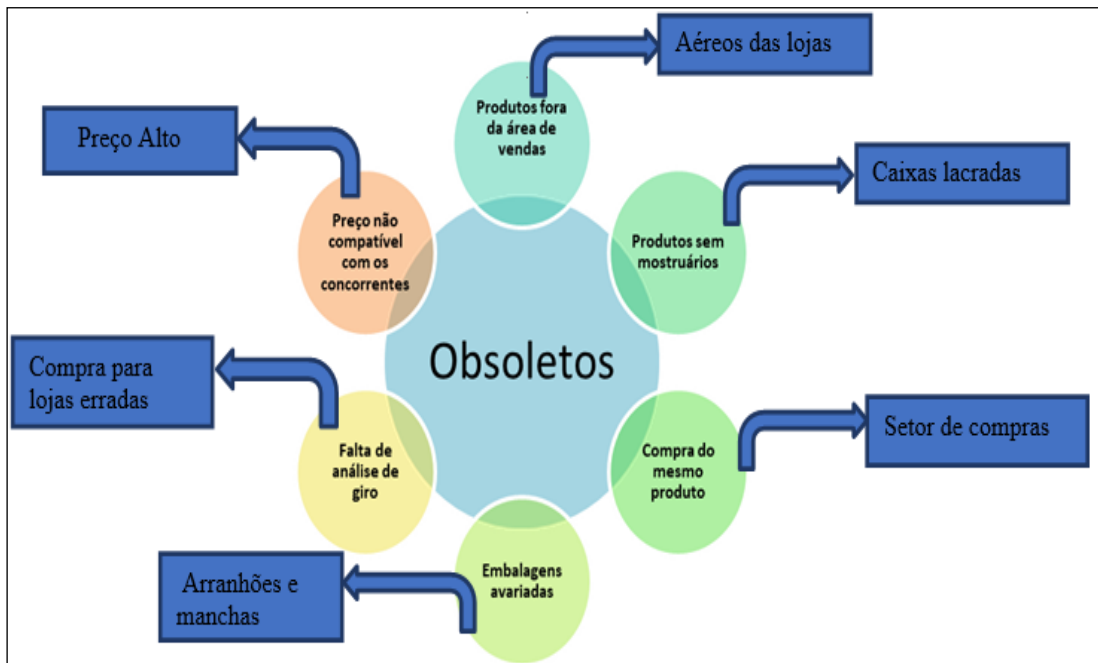 Aéreos das lojas
Produtos fora
da área de
vendas
Preço Alto
Caixas lacradas
Preço não
compatível
com os
concorrentes
Produtos sem
mostruários
Obsoletos
Compra para
lojas erradas
Setor de compras
Falta de
análise de
giro
Compra do
mesmo
produto
Arranhões e
manchas
Embalagens
avariadas